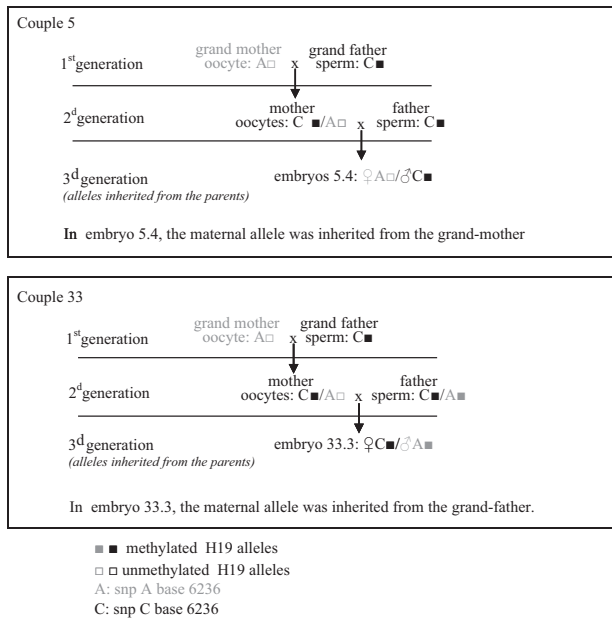 Couple 5
grand mother grand father
1st generation oocyte: A□ x sperm: C■
mother father
2d generation oocytes: C ■/A□ x sperm: C■
3d generation embryos 5.4: ♀A□/♂C■
(alleles inherited from the parents)
In embryo 5.4, the maternal allele was inherited from the grand-mother
Couple 33
grand mother grand father
1st generation oocyte: A□ x sperm: C■
mother father
2d generation oocytes: C■/A□ x sperm: C■/A■
3d generation embryo 33.3: ♀C■/♂A■
(alleles inherited from the parents)
In embryo 33.3, the maternal allele was inherited from the grand-father.
■ ■ methylated H19 alleles
□ □ unmethylated H19 alleles
A: snp A base 6236
C: snp C base 6236